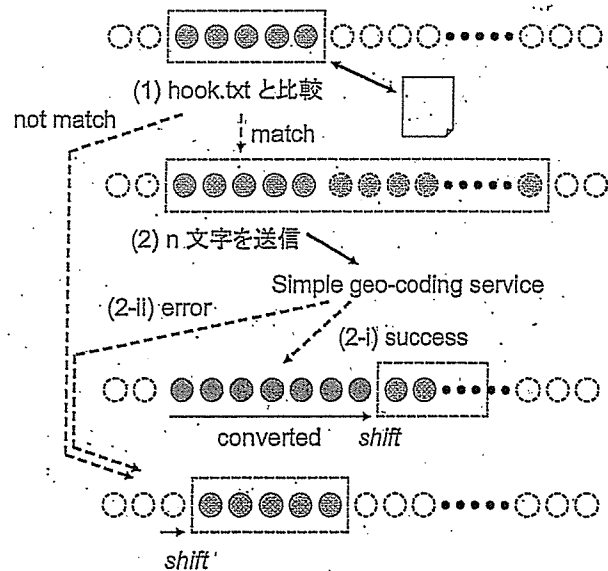 (1) hook.txt と比較
not match
match
(2) n 文字を送信
Simple geo-coding service
(2-ii) error
(2-i) success
converted
shift
shift